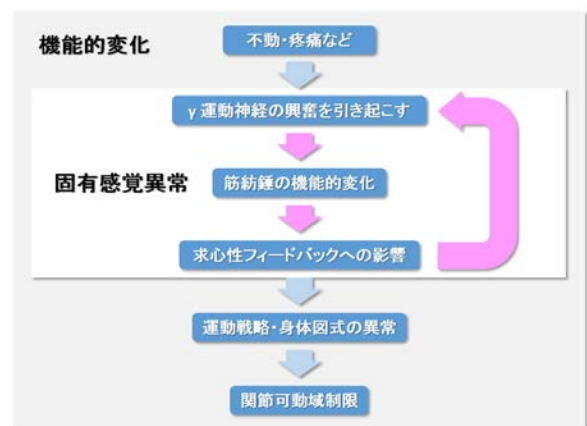 機能的変化
不動・疼痛など
γ運動神経の興奮を引き起こす
固有感覚異常
筋紡錘の機能的変化
求心性フィードバックへの影響
運動戦略・身体図式の異常
関節可動域制限